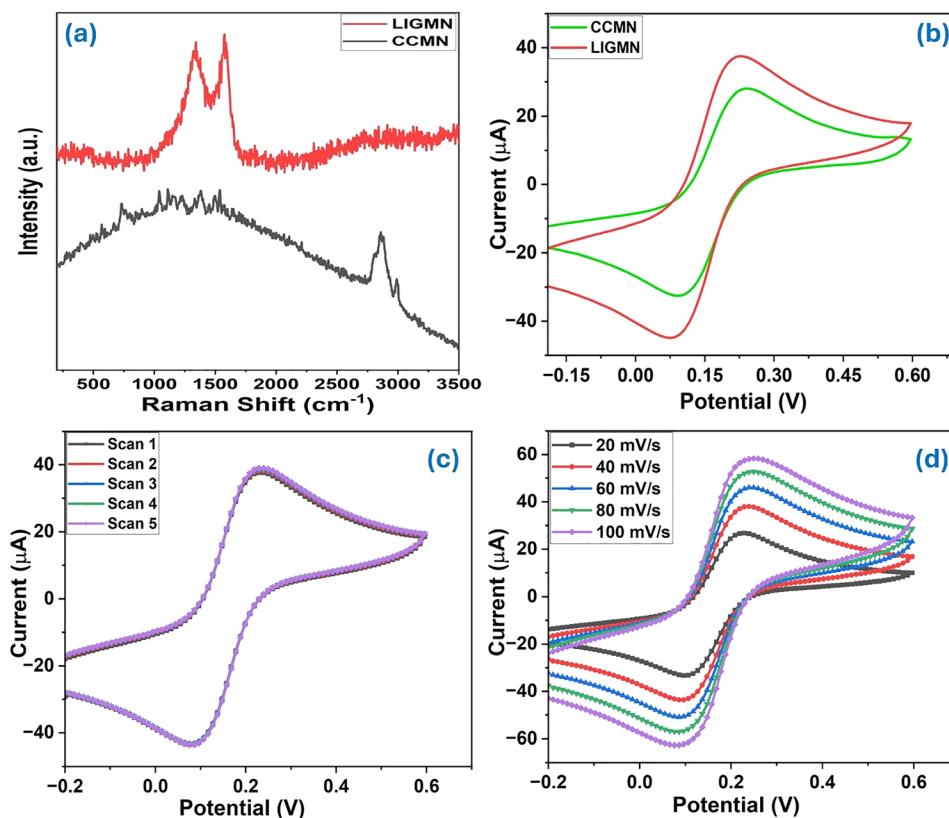 (a)
LIGMN
CCMN
Intensity (a.u.)
500 1000 1500 2000 2500 3000 3500
Raman Shift (cm⁻¹)
(b)
CCMN
LIGMN
Current (µA)
40
20
0
−20
−40
−0.15 0.00 0.15 0.30 0.45 0.60
Potential (V)
(c)
Scan 1
Scan 2
Scan 3
Scan 4
Scan 5
Current (µA)
40
20
0
−20
−40
−0.2 0.0 0.2 0.4 0.6
Potential (V)
(d)
20 mV/s
40 mV/s
60 mV/s
80 mV/s
100 mV/s
Current (µA)
60
40
20
0
−20
−40
−60
−0.2 0.0 0.2 0.4 0.6
Potential (V)